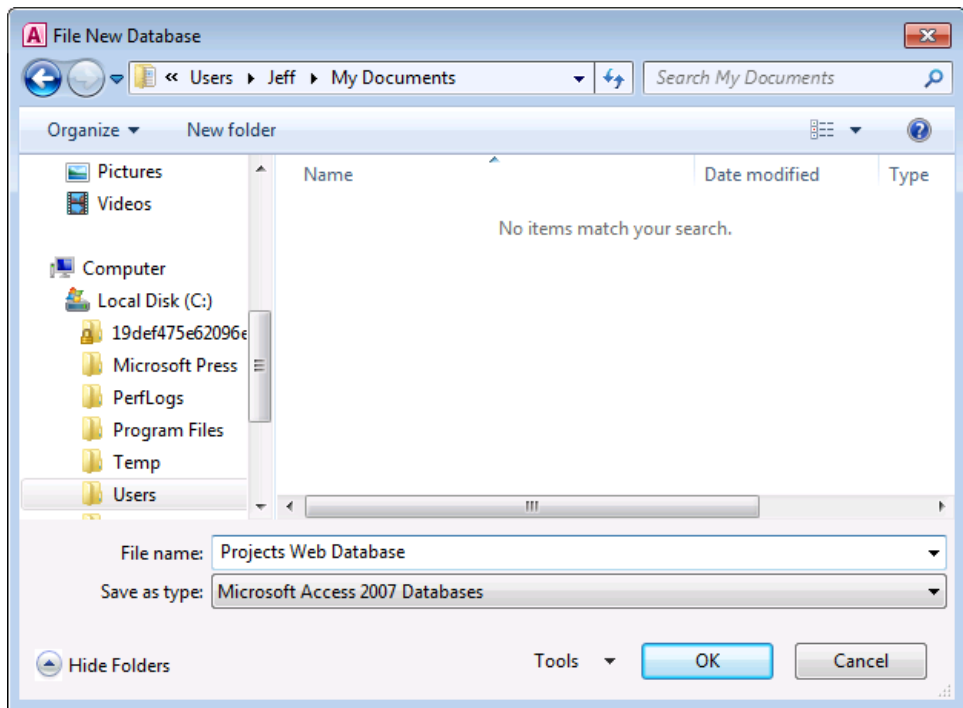 File New Database
« Users Jeff My Documents
Search My Documents
Organize New folder
Pictures
Videos
Computer
Local Disk (C:)
19def475e62096e
Microsoft Press
PerfLogs
Program Files
Temp
Users
Name Date modified Type
No items match your search.
File name: Projects Web Database
Save as type: Microsoft Access 2007 Databases
Hide Folders Tools OK Cancel